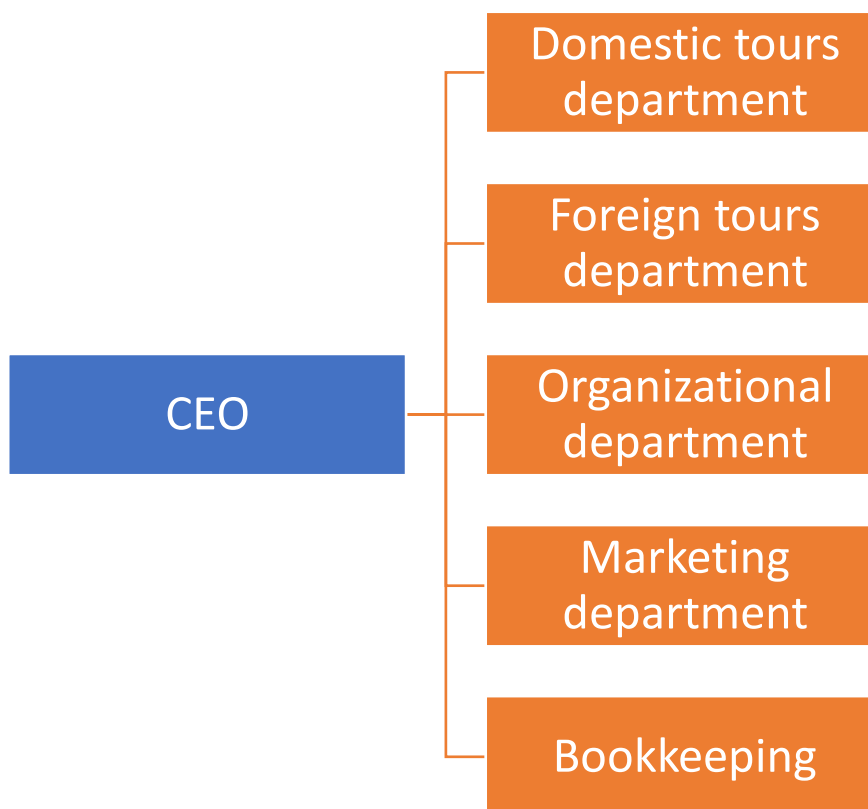 Domestic tours
department
Foreign tours
department
CEO
Organizational
department
Marketing
department
Bookkeeping